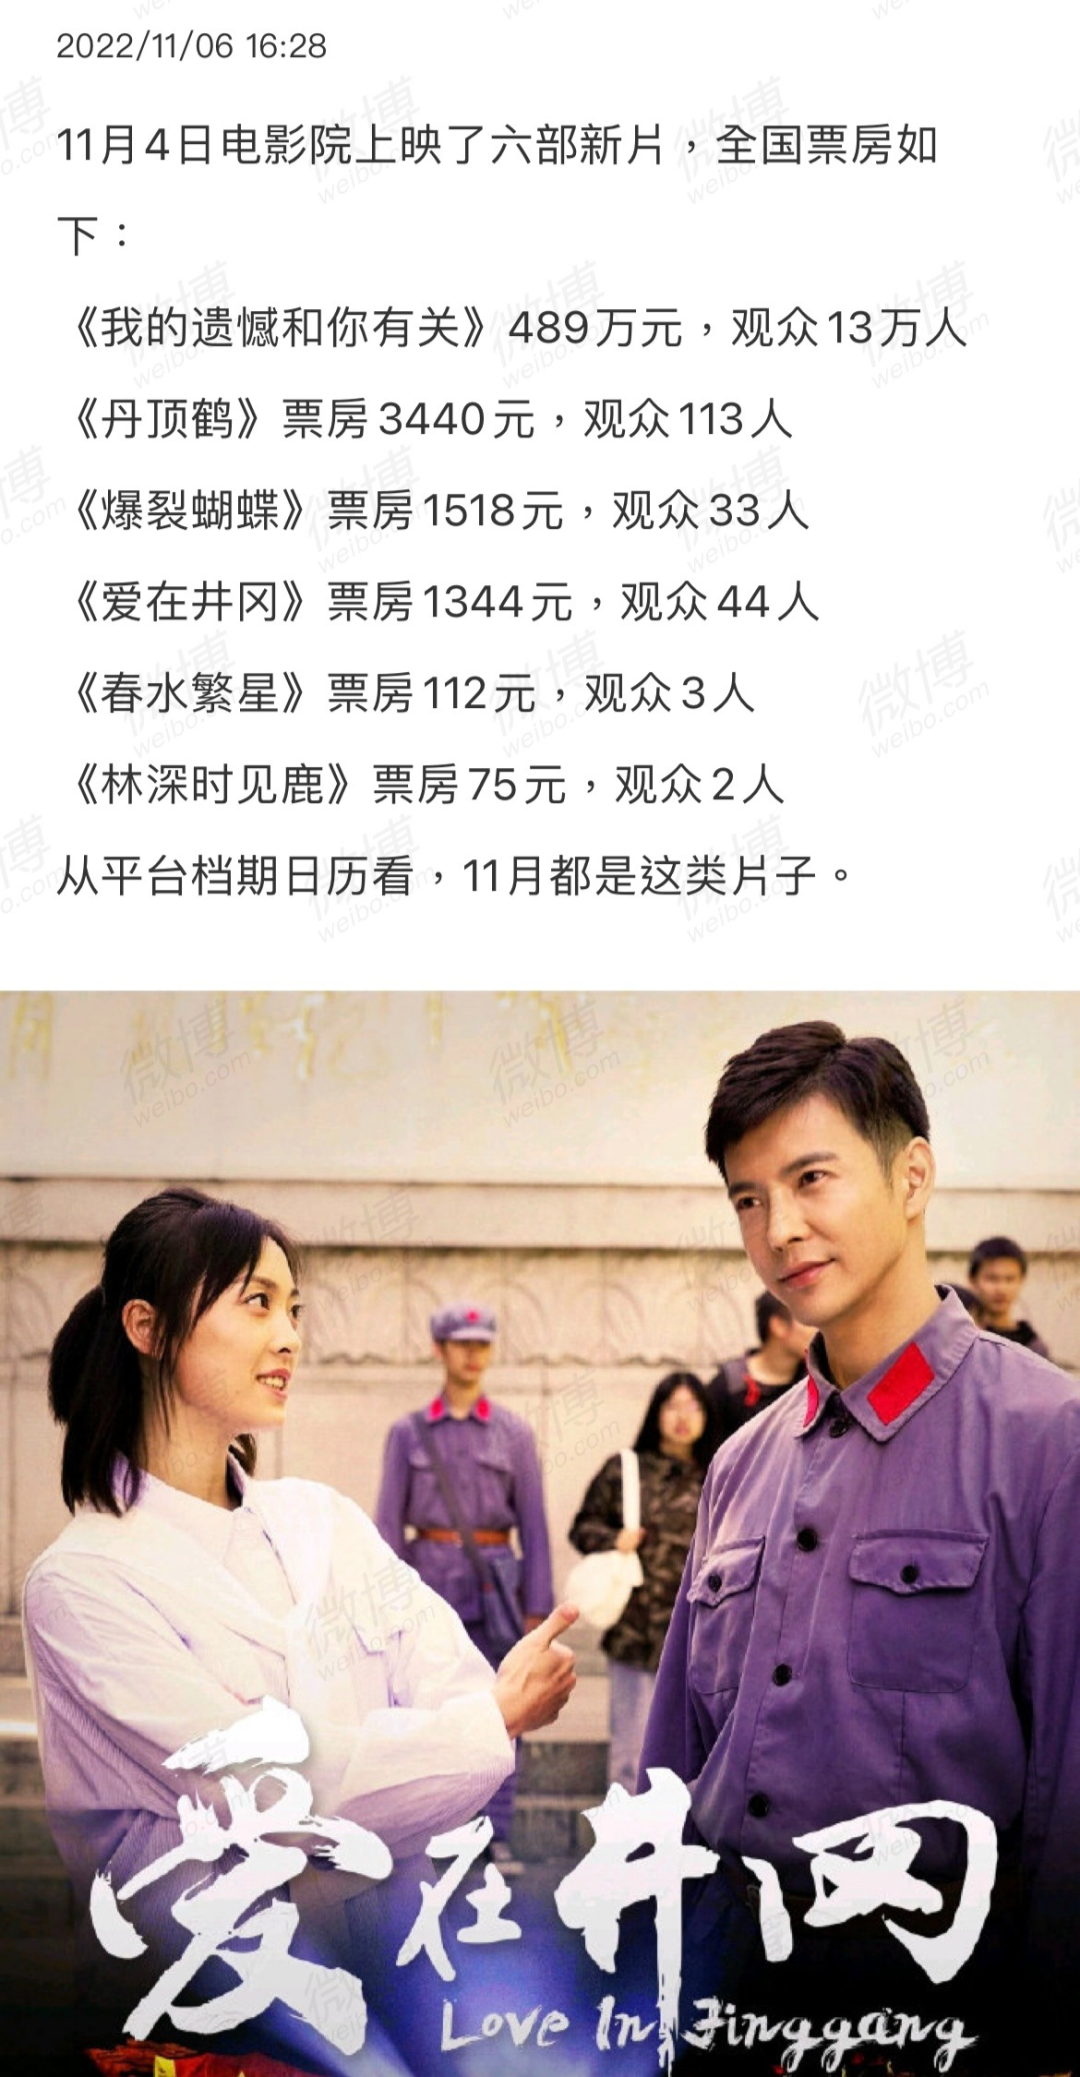 2022/11/06 16:28
11月4日电影院上映了六部新片，全国票房如
下：
《我的遗憾和你有关》489万元，观众13万人
《丹顶鹤》票房3440元，观众113人
《爆裂蝴蝶》票房1518元，观众33人
《爱在井冈》票房1344元，观众44人
《春水繁星》票房112元，观众3人
《林深时见鹿》票房75元，观众2人
从平台档期日历看，11月都是这类片子。
爱在井冈
Love In Jinggang
微博
weibo.com